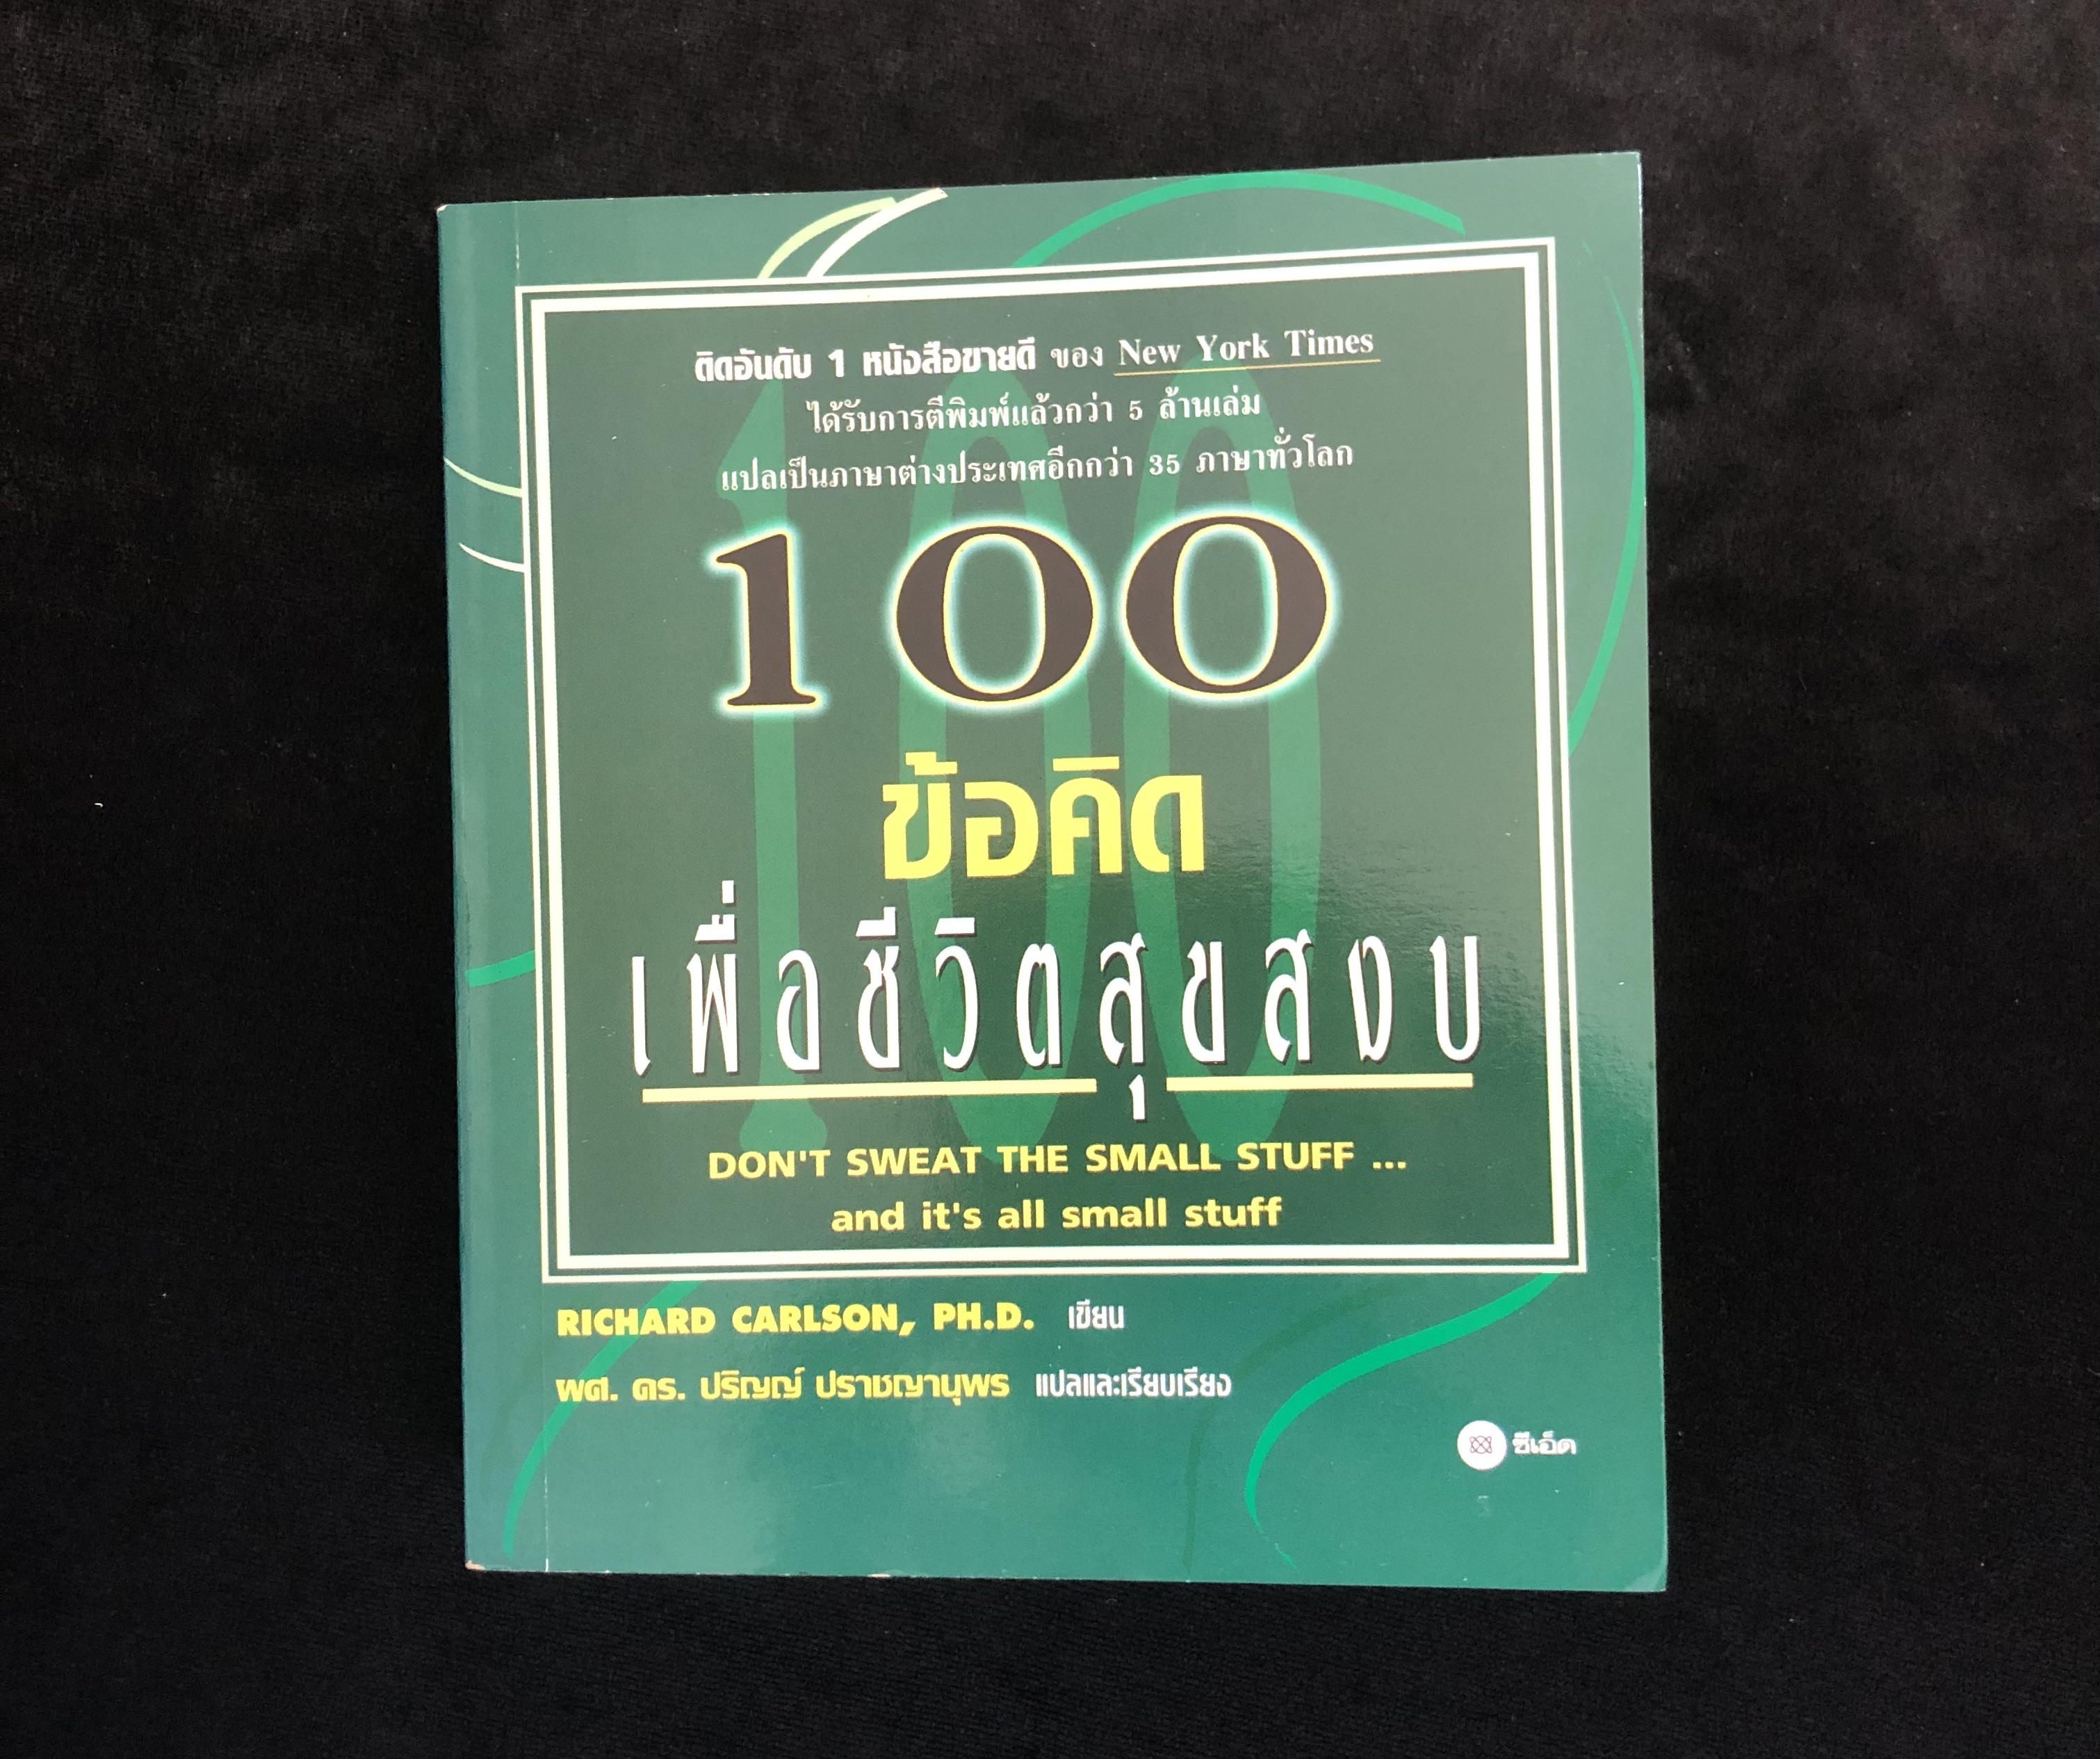 ติดอันดับ 1 หนังสือขายดี ของ New York Times
ได้รับการตีพิมพ์แล้วกว่า 5 ล้านเล่ม
แปลเป็นภาษาต่างประเทศอีกกว่า 35 ภาษาทั่วโลก
100
ข้อคิด
เพื่อชีวิตสุขสงบ
DON'T SWEAT THE SMALL STUFF ...
and it's all small stuff
RICHARD CARLSON, PH.D. เขียน
ผศ. ดร. ปริญญ์ ปราชญานุพร แปลและเรียบเรียง
ซีเอ็ด